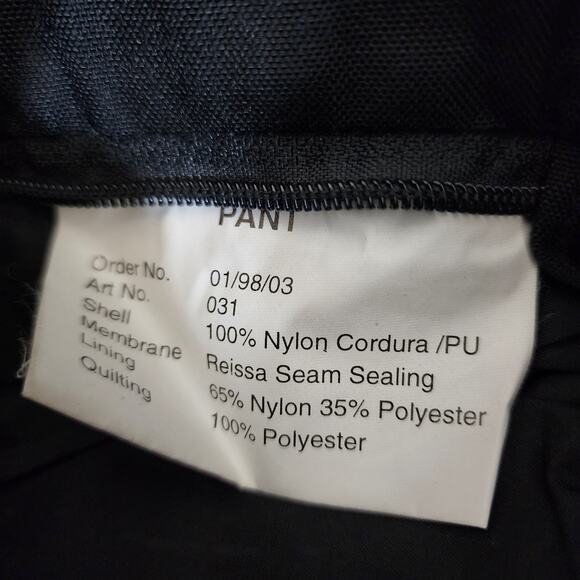 PANT
Order No. 01/98/03
Art No. 031
Shell 100% Nylon Cordura /PU
Membrane Reissa Seam Sealing
Lining 65% Nylon 35% Polyester
Quilting 100% Polyester